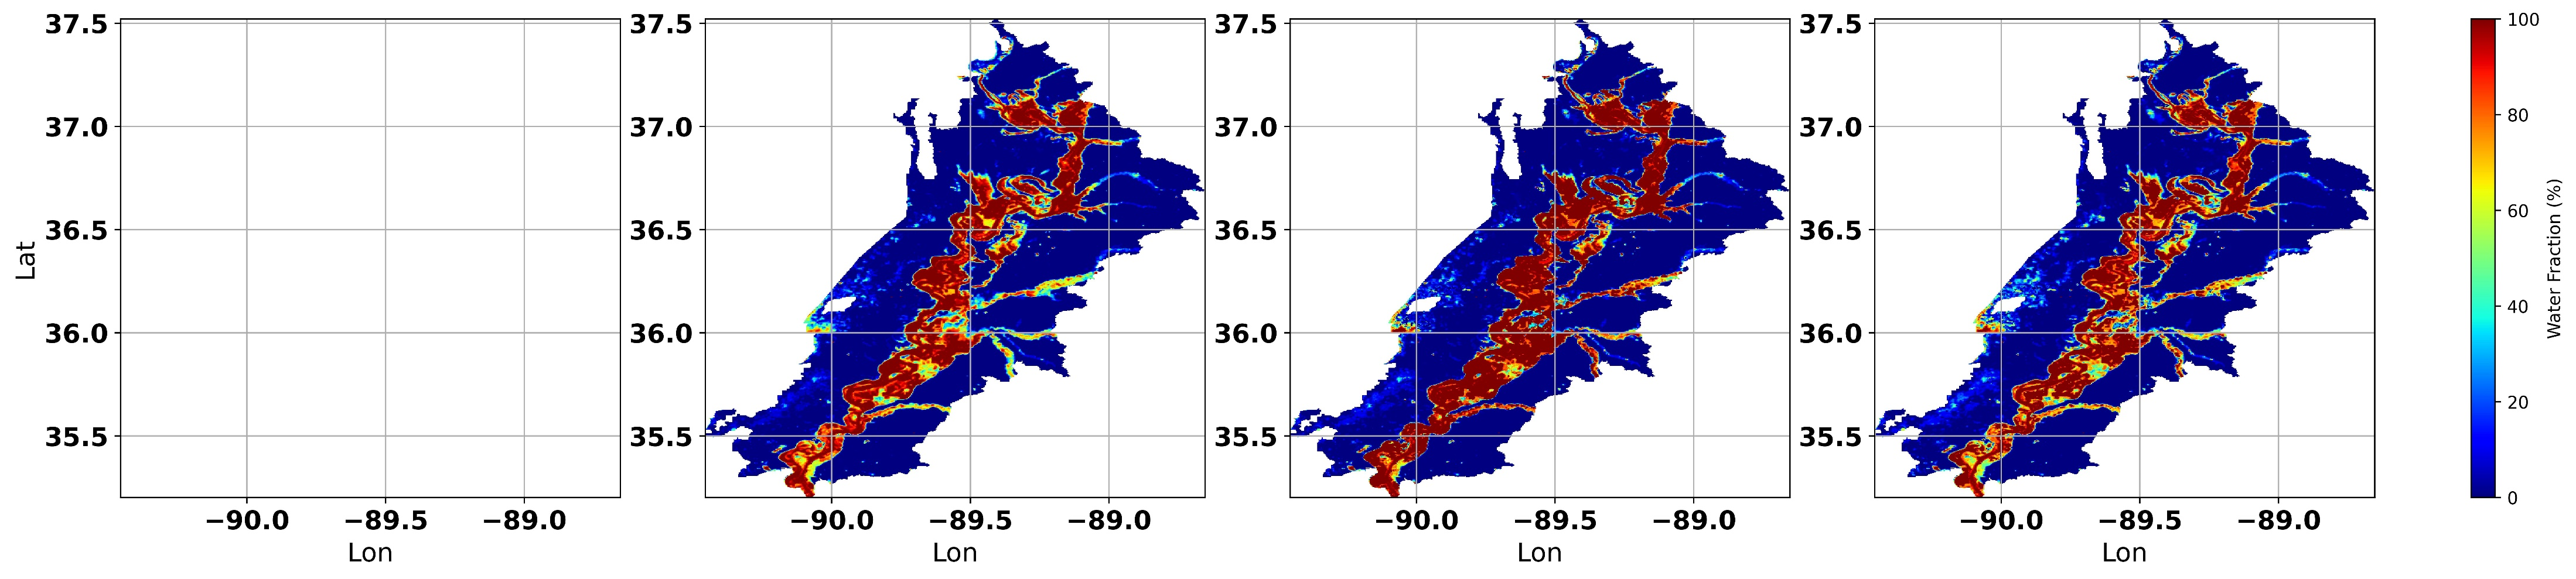 37.5 37.5 37.5 37.5 100
80
37.0 37.0 37.0 37.0
60
Lat 36.5 36.5 36.5 36.5 Water Fraction (%)
40
36.0 36.0 36.0 36.0
20
35.5 35.5 35.5 35.5
0
−90.0 −89.5 −89.0 −90.0 −89.5 −89.0 −90.0 −89.5 −89.0 −90.0 −89.5 −89.0
Lon Lon Lon Lon